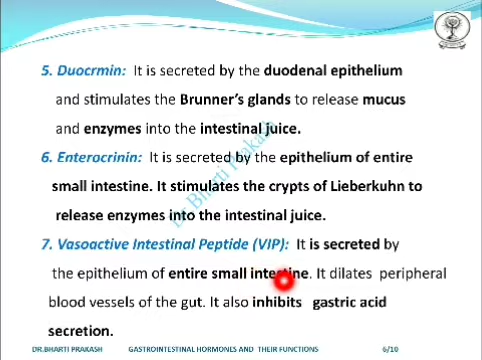 5. Duocrmin: It is secreted by the duodenal epithelium
and stimulates the Brunner's glands to release mucus
and enzymes into the intestinal juice.
6. Enterocrinin: It is secreted by the epithelium of entire
small intestine. It stimulates the crypts of Lieberkuhn to
release enzymes into the intestinal juice.
7. Vasoactive Intestinal Peptide (VIP): It is secreted by
the epithelium of entire small intestine. It dilates peripheral
blood vessels of the gut. It also inhibits gastric acid
secretion.
Dr.Bharti Prakash
DR.BHARTI PRAKASH GASTROINTESTINAL HORMONES AND THEIR FUNCTIONS 6/10